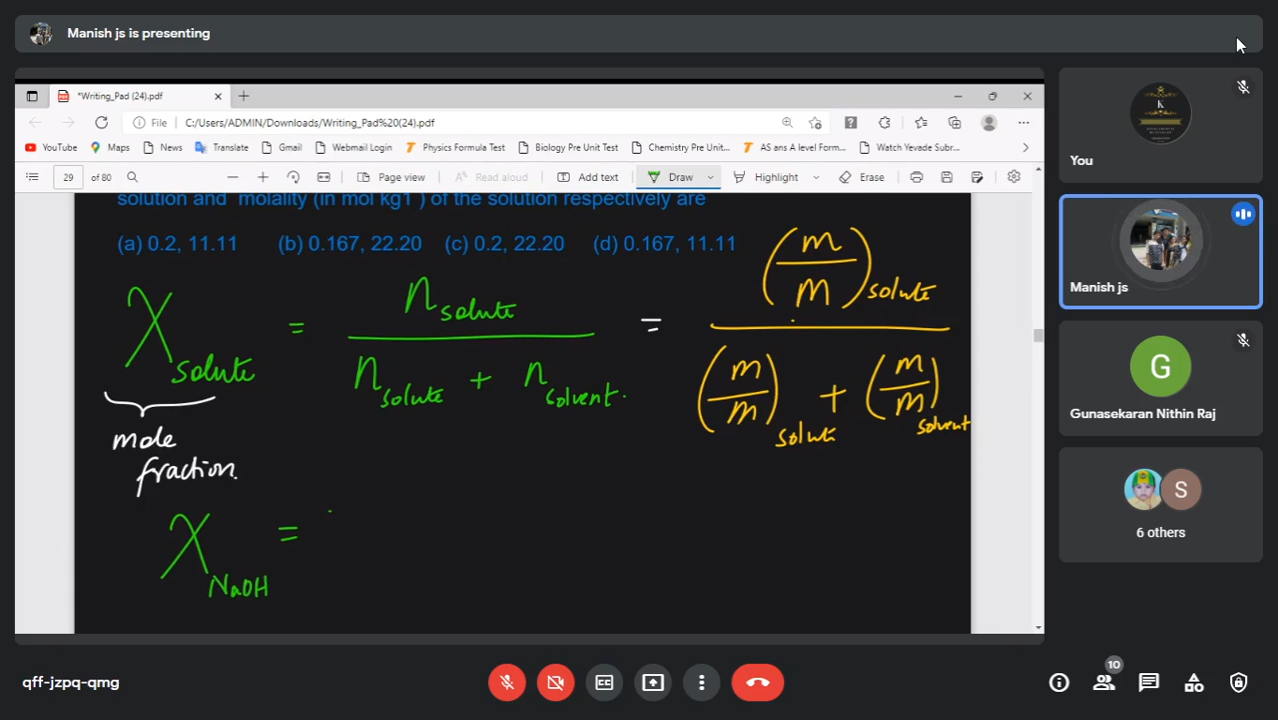 Manish js is presenting
*Writing_Pad (24).pdf
File C:/Users/ADMIN/Downloads/Writing_Pad%20(24).pdf
YouTube Maps News Translate Gmail Webmail Login Physics Formula Test Biology Pre Unit Test Chemistry Pre Unit... AS ans A level Form... Watch Yevade Subr...
29 of 80 Page view Read aloud Add text Draw Highlight Erase
solution and molality (in mol kg1 ) of the solution respectively are
(a) 0.2, 11.11 (b) 0.167, 22.20 (c) 0.2, 22.20 (d) 0.167, 11.11
χ solute = n solute / n solute + n solvent. = (m/m) solute / (m/m) solute + (m/m) solvent
mole
fraction.
χ NaOH =
K
You
Manish js
G
Gunasekaran Nithin Raj
S
6 others
qff-jzpq-qmg
CC
10